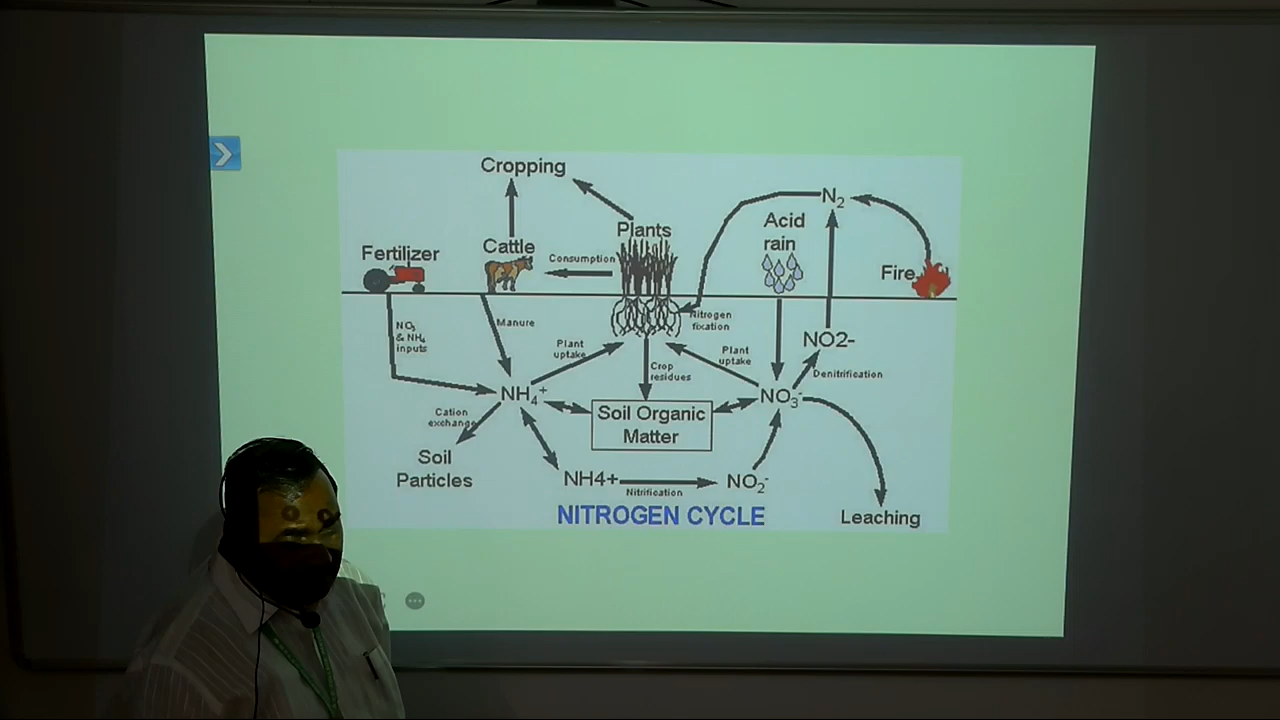 Cropping
N₂
Acid
rain
Plants
Fertilizer
Cattle
Consumption
Fire
NO₃
& NH₄
inputs
Manure
Nitrogen
fixation
Plant
uptake
Plant
uptake
NO2-
Crop
residues
Denitrification
NH₄⁺
NO₃⁻
Cation
exchange
Soil Organic
Matter
Soil
Particles
NH4+
Nitrification
NO₂⁻
NITROGEN CYCLE
Leaching